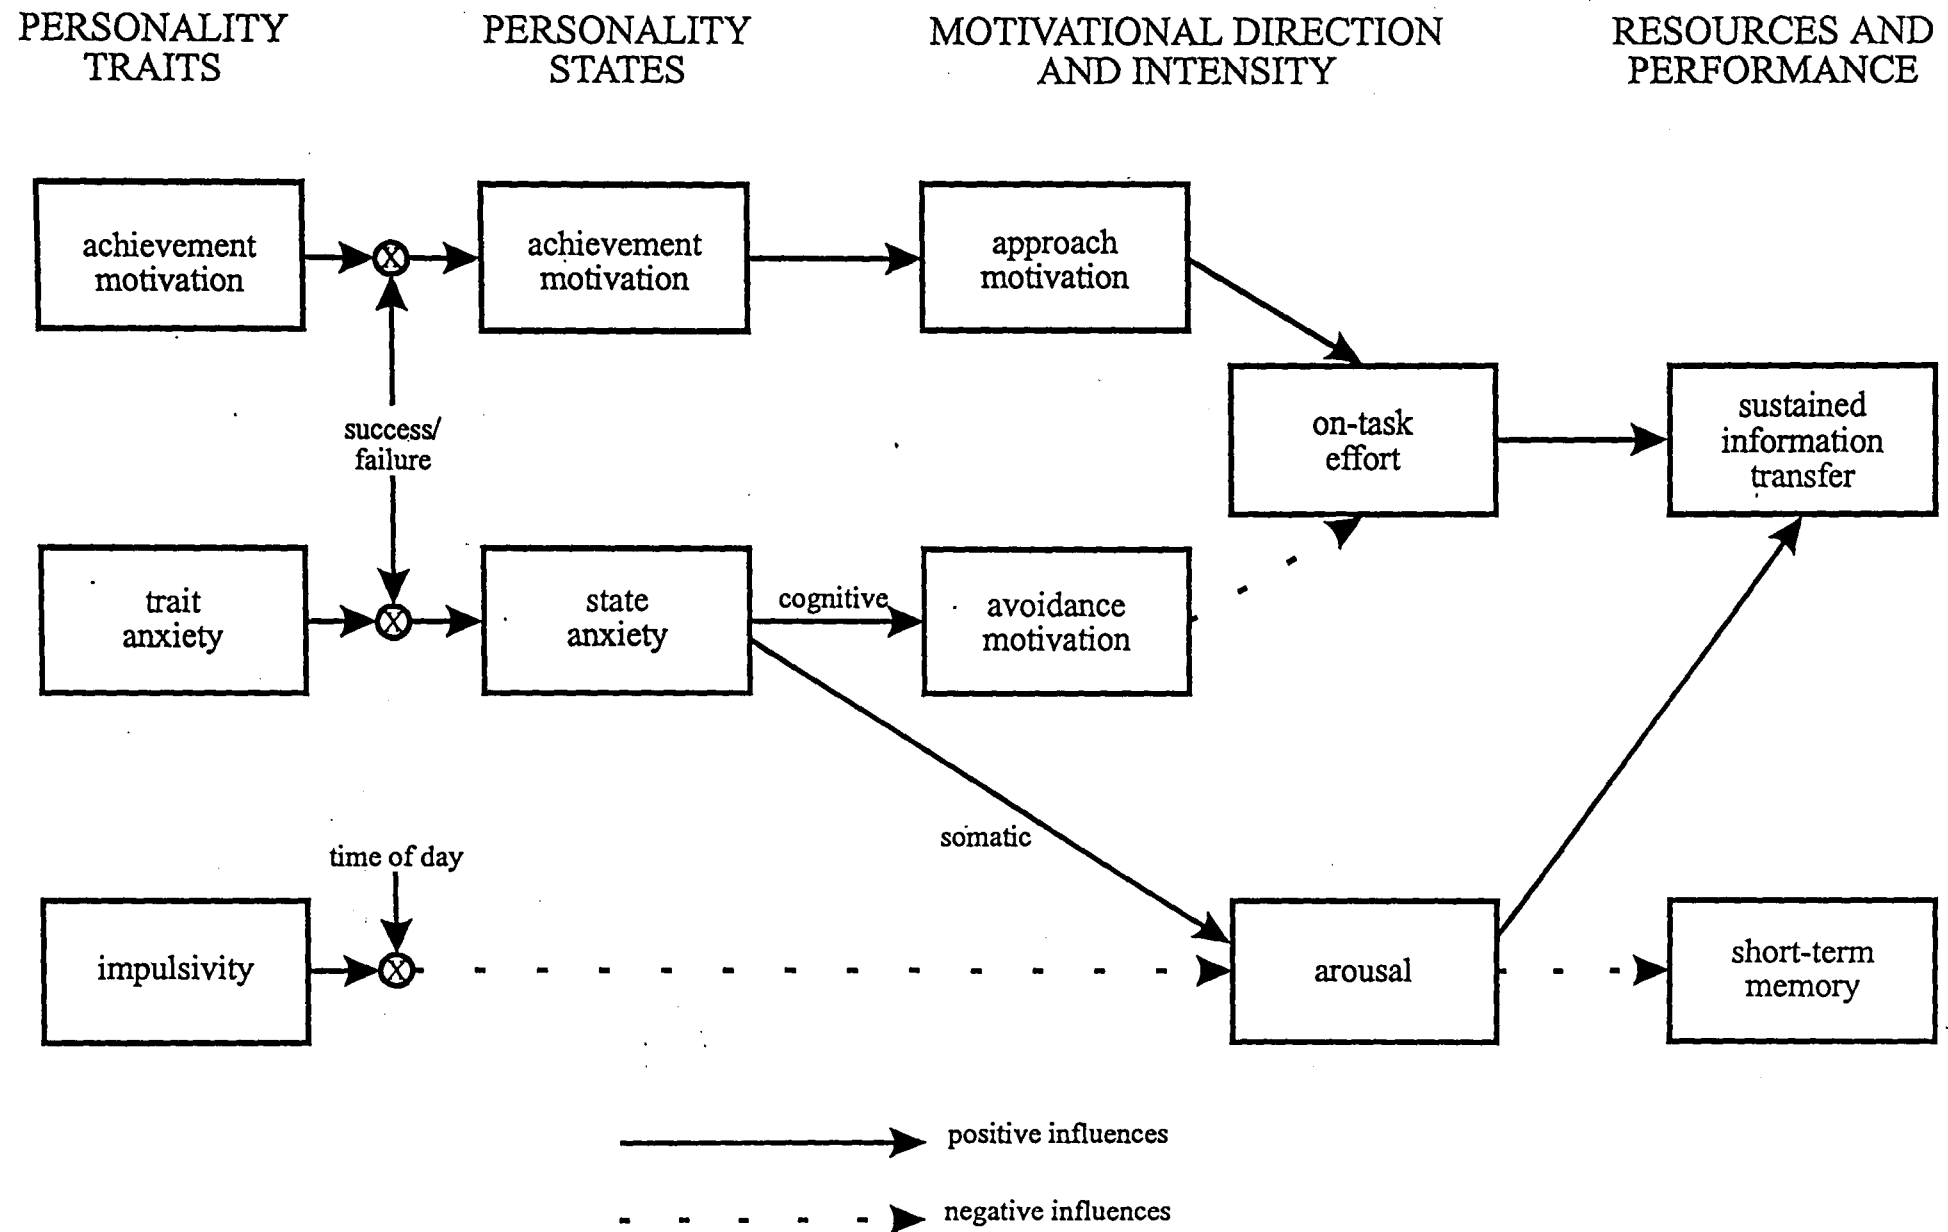 PERSONALITY
TRAITS
PERSONALITY
STATES
MOTIVATIONAL DIRECTION
AND INTENSITY
RESOURCES AND
PERFORMANCE
achievement
motivation
X
achievement
motivation
approach
motivation
success/
failure
on-task
effort
sustained
information
transfer
trait
anxiety
X
state
anxiety
cognitive
avoidance
motivation
somatic
time of day
impulsivity
X
arousal
short-term
memory
positive influences
negative influences